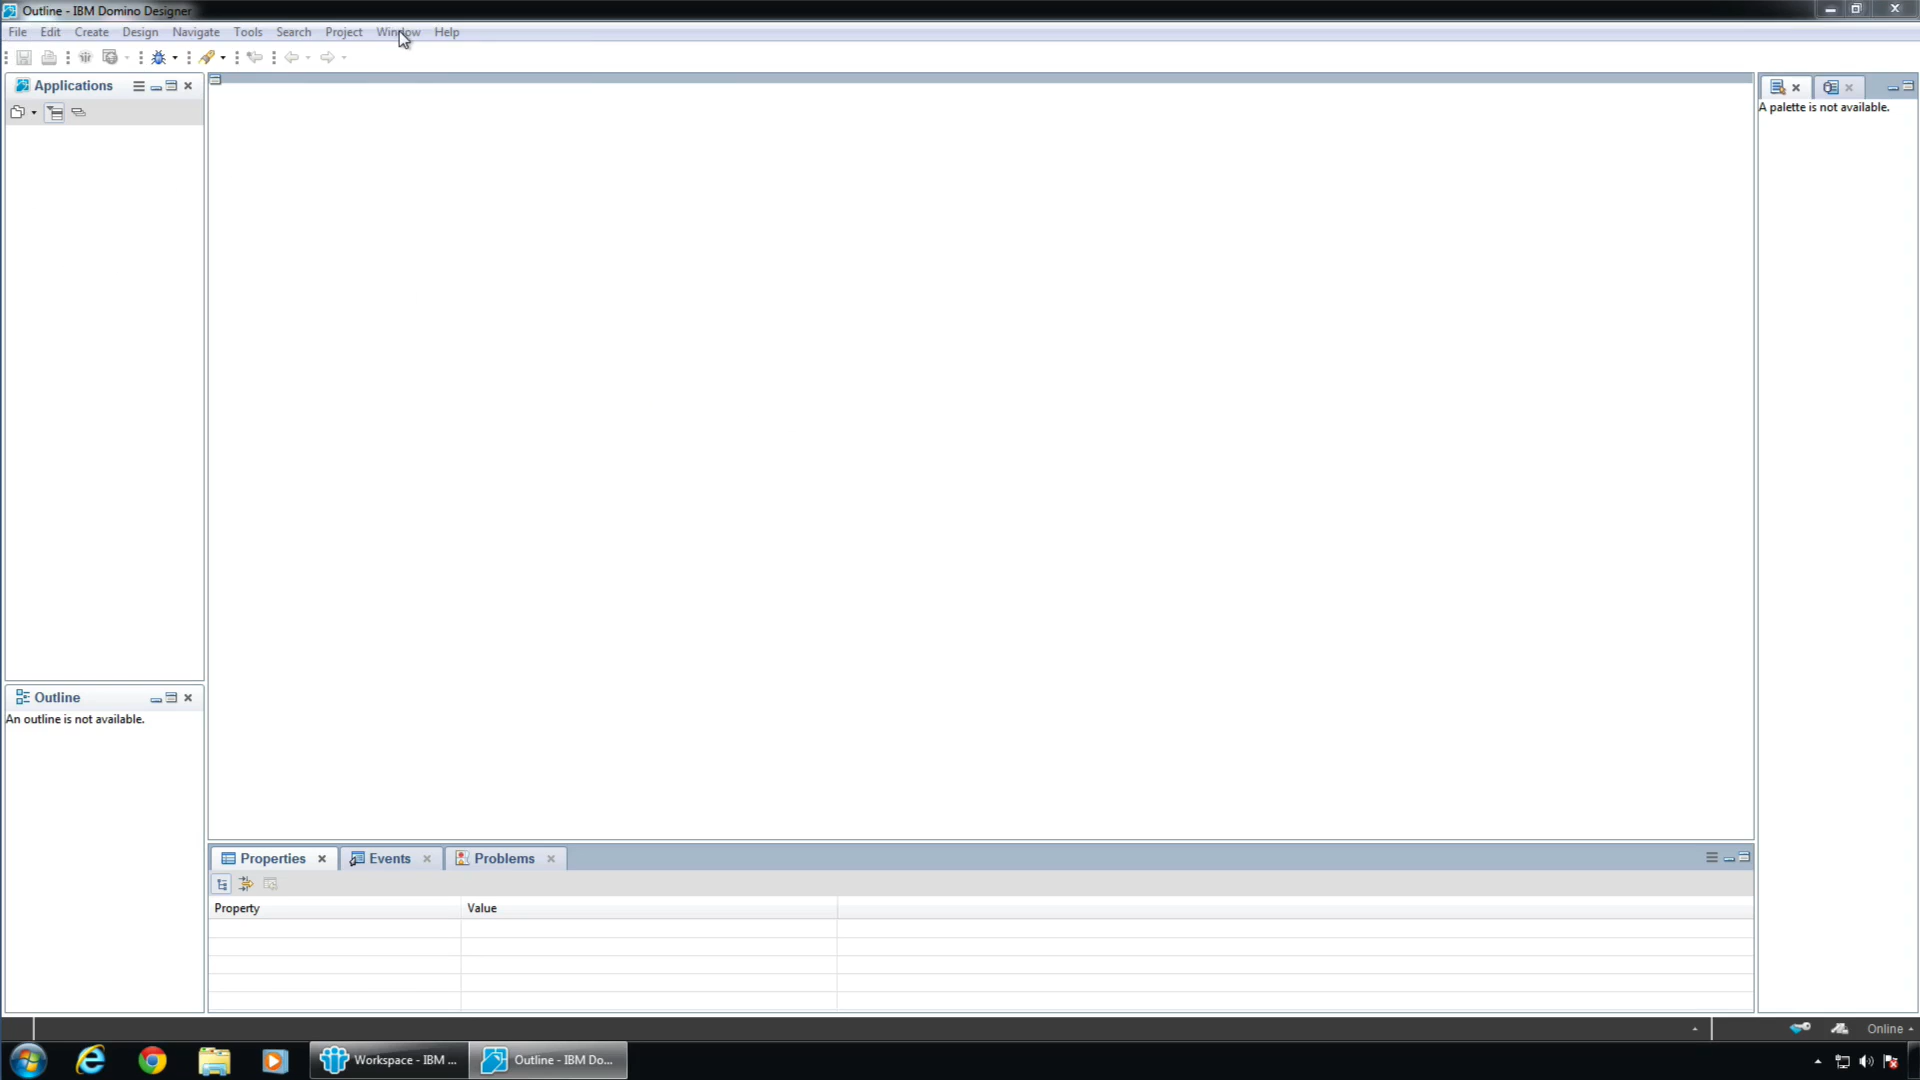 Outline - IBM Domino Designer
File Edit Create Design Navigate Tools Search Project Window Help
Applications
A palette is not available.
Outline
An outline is not available.
Properties Events Problems
Property Value
Online
Workspace - IBM ... Outline - IBM Do...